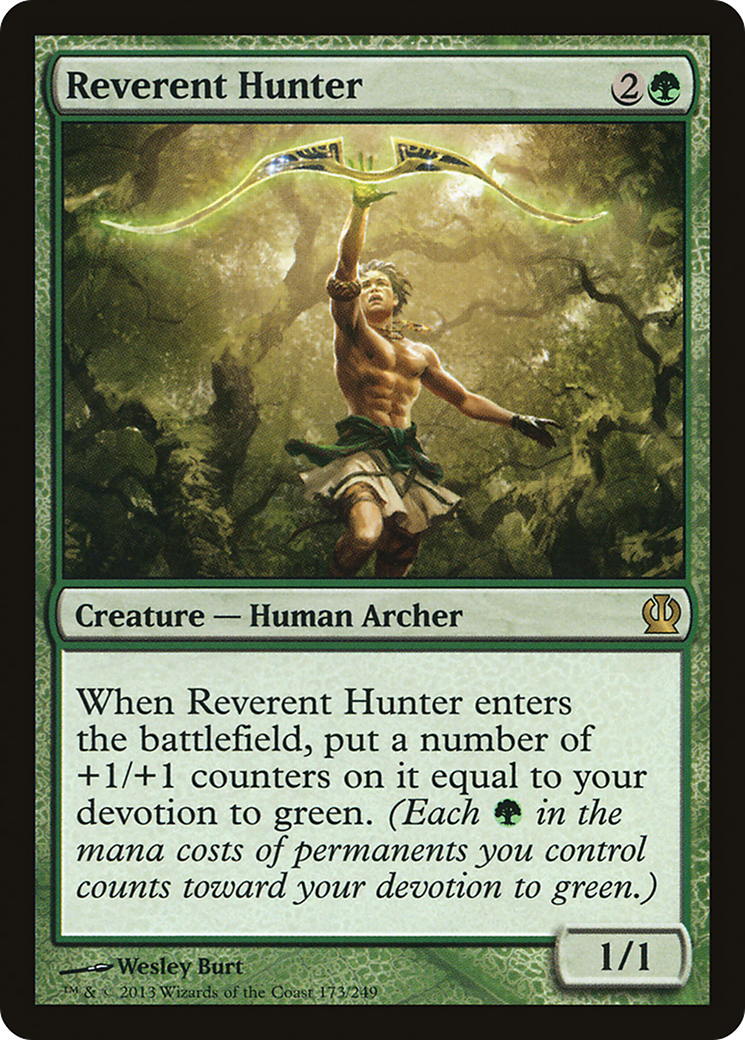 Reverent Hunter 2
Creature — Human Archer
When Reverent Hunter enters
the battlefield, put a number of
+1/+1 counters on it equal to your
devotion to green. (Each in the
mana costs of permanents you control
counts toward your devotion to green.)
1/1
Wesley Burt
™ & © 2013 Wizards of the Coast 173/249